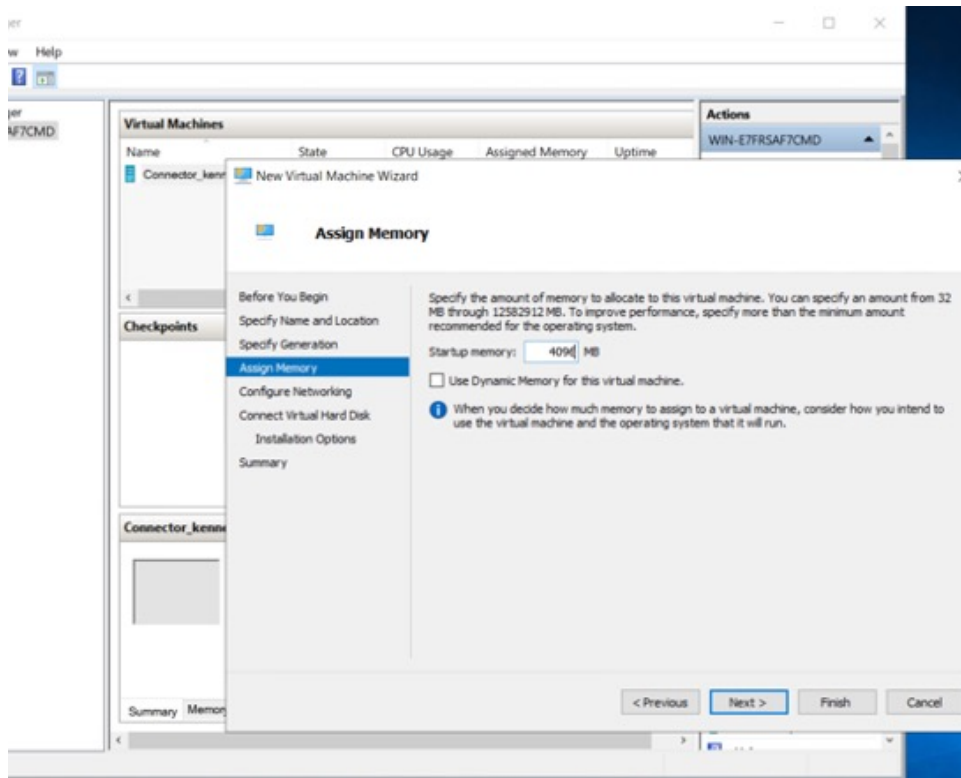 Help
AF7CMD
Virtual Machines
Name State CPU Usage Assigned Memory Uptime
Connector_kenn
Checkpoints
Connector_kenne
Summary Memor
Actions
WIN-E7FRSAF7CMD
New Virtual Machine Wizard
Assign Memory
Before You Begin
Specify Name and Location
Specify Generation
Assign Memory
Configure Networking
Connect Virtual Hard Disk
Installation Options
Summary
Specify the amount of memory to allocate to this virtual machine. You can specify an amount from 32
MB through 12582912 MB. To improve performance, specify more than the minimum amount
recommended for the operating system.
Startup memory: 4096 MB
Use Dynamic Memory for this virtual machine.
When you decide how much memory to assign to a virtual machine, consider how you intend to
use the virtual machine and the operating system that it will run.
< Previous Next > Finish Cancel